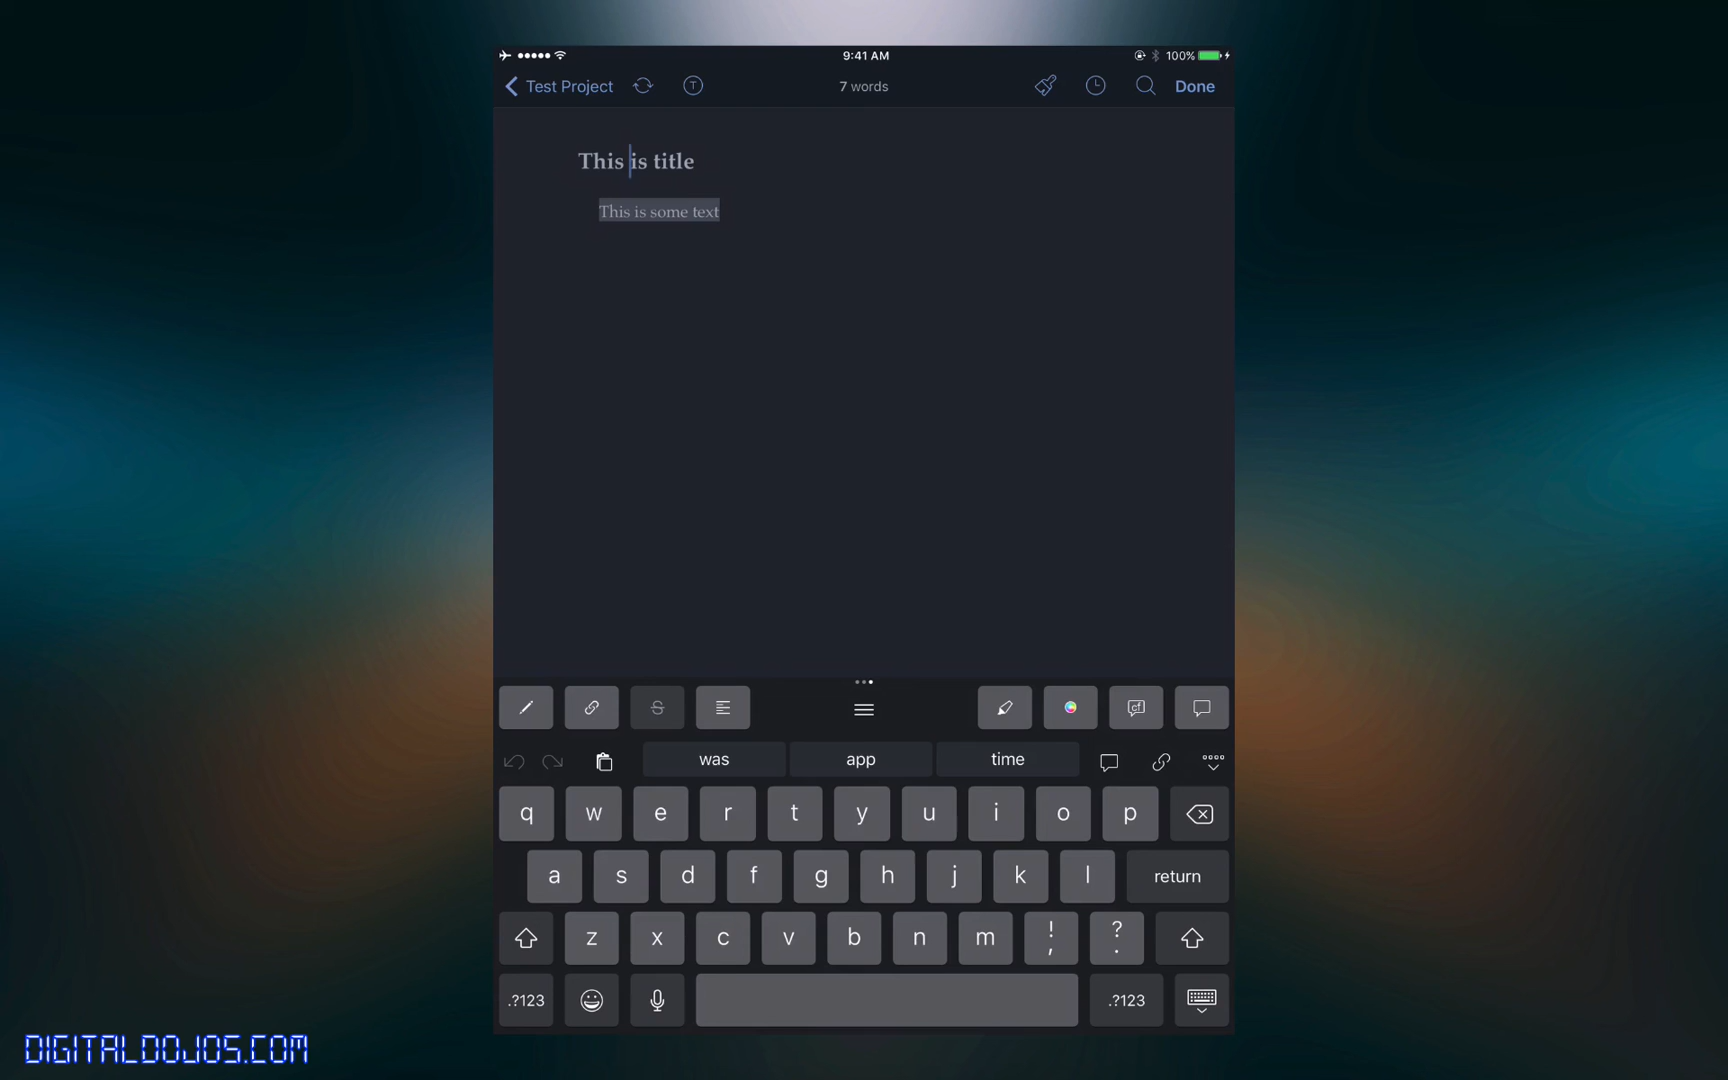 9:41 AM 100%
Test Project T 7 words Done
This is title
This is some text
S cf
was app time
q w e r t y u i o p
a s d f g h j k l return
z x c v b n m ! , ? .
.?123 .?123
DIGITALDOJOS.COM